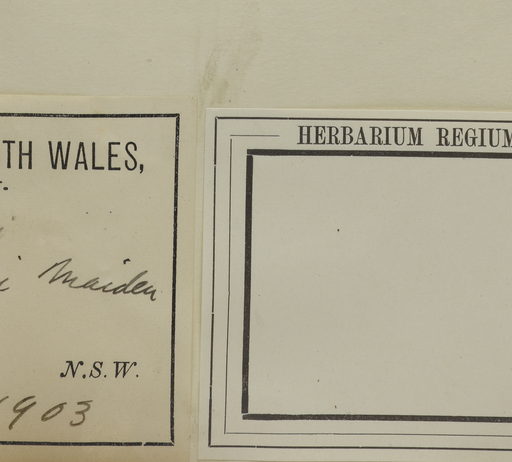 TH WALES,
Maiden
N.S.W.
1903
HERBARIUM REGIUM